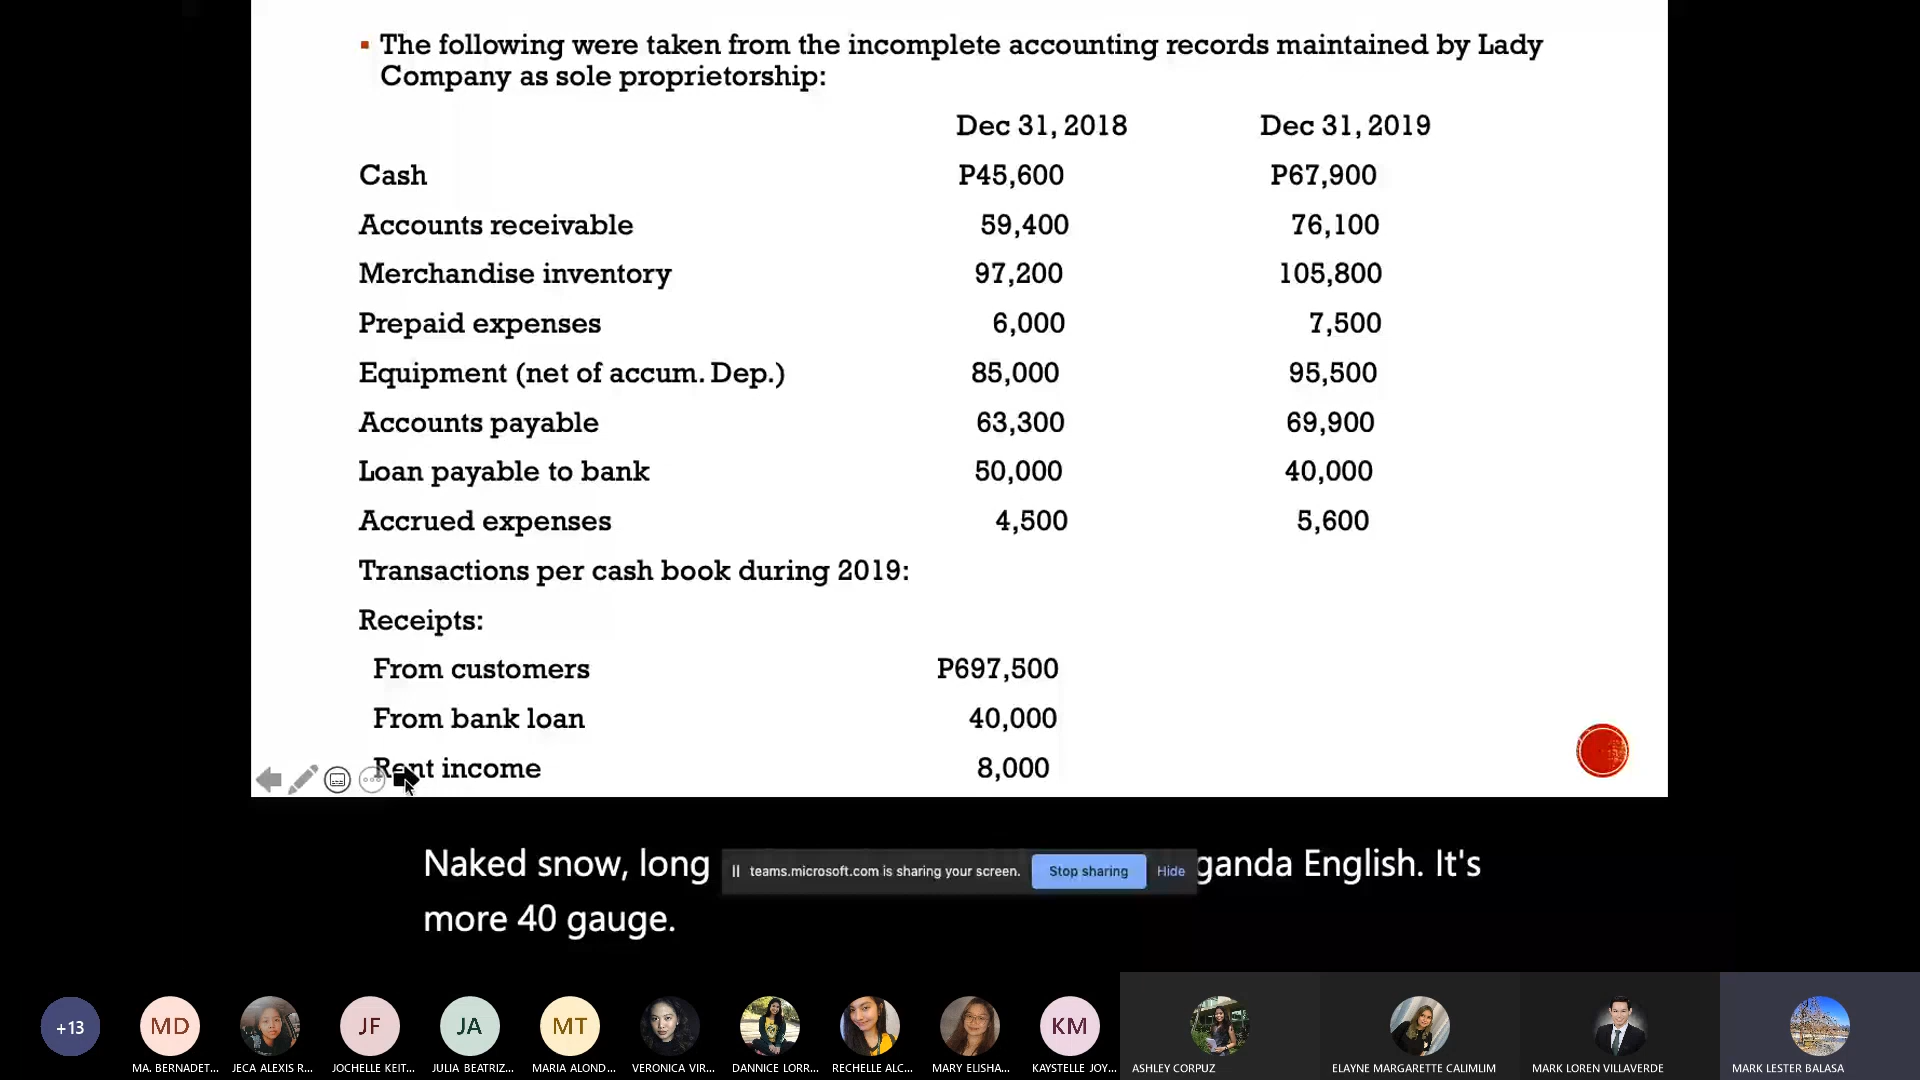 The following were taken from the incomplete accounting records maintained by Lady
Company as sole proprietorship:
Dec 31, 2018 Dec 31, 2019
Cash P45,600 P67,900
Accounts receivable 59,400 76,100
Merchandise inventory 97,200 105,800
Prepaid expenses 6,000 7,500
Equipment (net of accum. Dep.) 85,000 95,500
Accounts payable 63,300 69,900
Loan payable to bank 50,000 40,000
Accrued expenses 4,500 5,600
Transactions per cash book during 2019:
Receipts:
From customers P697,500
From bank loan 40,000
Rent income 8,000
Naked snow, long ganda English. It's
teams.microsoft.com is sharing your screen. Stop sharing Hide
more 40 gauge.
+13 MD JF JA MT KM
MA. BERNADET... JECA ALEXIS R... JOCHELLE KEIT... JULIA BEATRIZ... MARIA ALOND... VERONICA VIR... DANNICE LORR... RECHELLE ALC... MARY ELISHA... KAYSTELLE JOY... ASHLEY CORPUZ ELAYNE MARGARETTE CALIMLIM MARK LOREN VILLAVERDE MARK LESTER BALASA